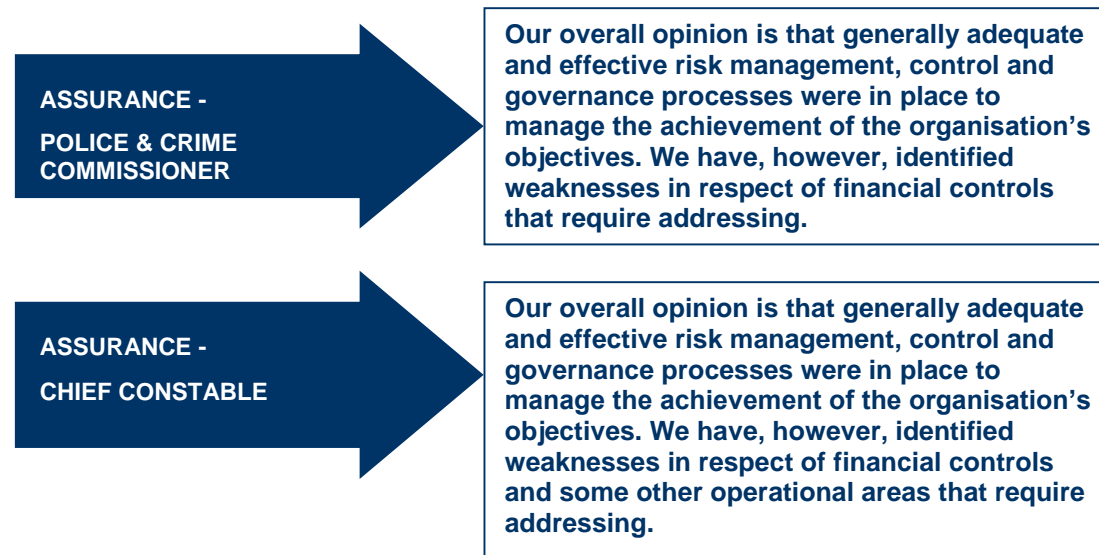 ASSURANCE -
POLICE & CRIME
COMMISSIONER
Our overall opinion is that generally adequate
and effective risk management, control and
governance processes were in place to
manage the achievement of the organisation’s
objectives. We have, however, identified
weaknesses in respect of financial controls
that require addressing.
ASSURANCE -
CHIEF CONSTABLE
Our overall opinion is that generally adequate
and effective risk management, control and
governance processes were in place to
manage the achievement of the organisation’s
objectives. We have, however, identified
weaknesses in respect of financial controls
and some other operational areas that require
addressing.